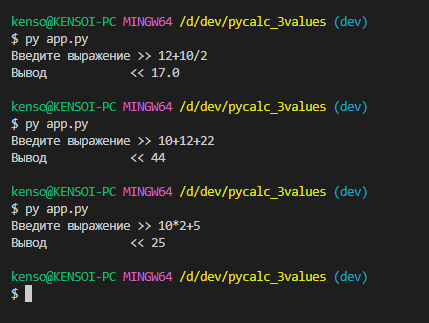 kenso@KENSOI-PC MINGW64 /d/dev/pycalc_3values (dev)
$ py app.py
Введите выражение >> 12+10/2
Вывод            << 17.0
kenso@KENSOI-PC MINGW64 /d/dev/pycalc_3values (dev)
$ py app.py
Введите выражение >> 10+12+22
Вывод            << 44
kenso@KENSOI-PC MINGW64 /d/dev/pycalc_3values (dev)
$ py app.py
Введите выражение >> 10*2+5
Вывод            << 25
kenso@KENSOI-PC MINGW64 /d/dev/pycalc_3values (dev)
$